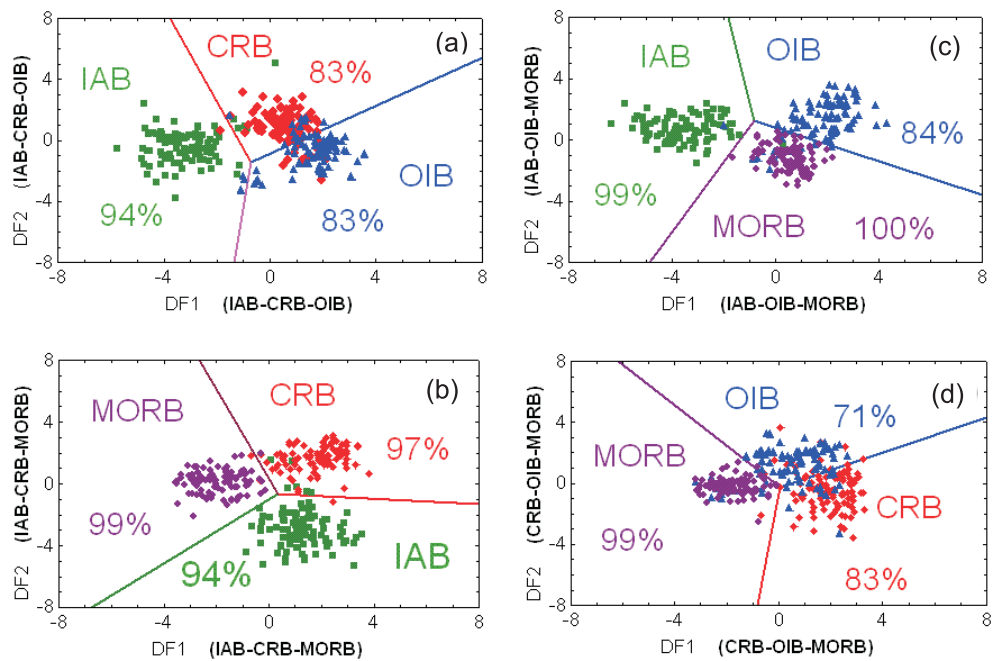 8
4
0
-4
-8
DF2 (IAB-CRB-OIB)
CRB
(a)
IAB
83%
OIB
94%
83%
-8 -4 0 4 8
DF1 (IAB-CRB-OIB)
8
4
0
-4
-8
DF2 (IAB-OIB-MORB)
OIB
(c)
IAB
84%
99%
MORB
100%
-8 -4 0 4 8
DF1 (IAB-OIB-MORB)
8
4
0
-4
-8
DF2 (IAB-CRB-MORB)
CRB
(b)
MORB
97%
99%
94%
IAB
-8 -4 0 4 8
DF1 (IAB-CRB-MORB)
8
4
0
-4
-8
DF2 (CRB-OIB-MORB)
OIB
71%
(d)
MORB
CRB
99%
83%
-8 -4 0 4 8
DF1 (CRB-OIB-MORB)